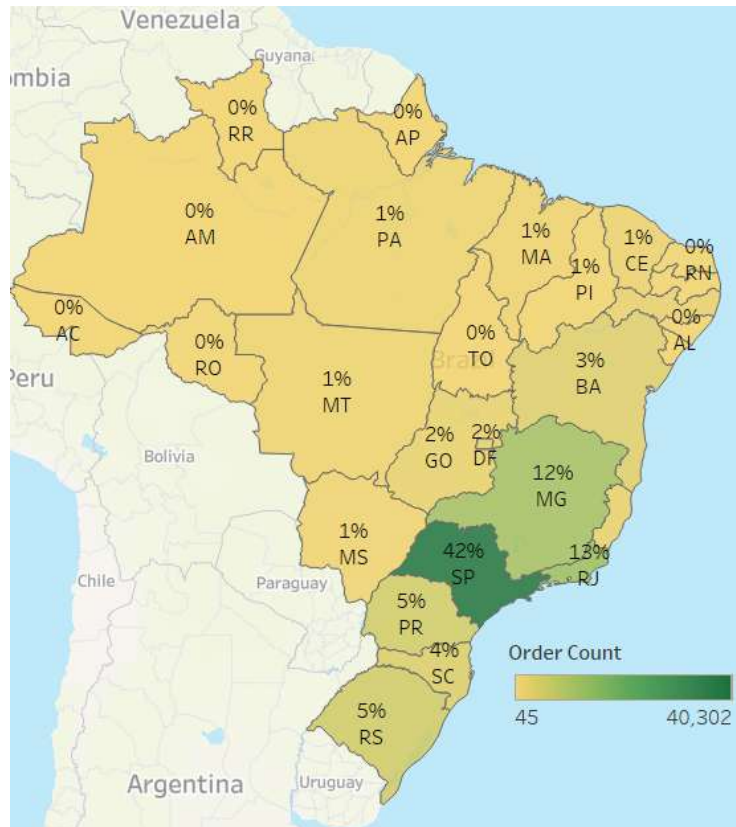 Venezuela
Guyana
ombia
0%
RR
0%
AP
0%
AM
1%
PA
1%
MA
1%
CE
0%
RN
1%
PI
0%
AC
0%
RO
0%
TO
0%
AL
Brazil
Peru
1%
MT
3%
BA
2%
GO
2%
DF
Bolivia
12%
MG
1%
MS
42%
SP
13%
RJ
Chile
Paraguay
5%
PR
4%
SC
Order Count
45
40,302
5%
RS
Argentina
Uruguay